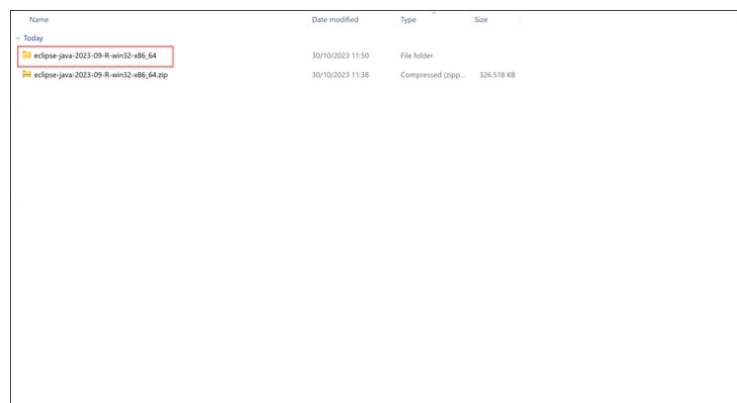 Name Date modified Type Size
Today
eclipse-java-2023-09-R-win32-x86_64 30/10/2023 11:50 File folder
eclipse-java-2023-09-R-win32-x86_64.zip 30/10/2023 11:38 Compressed (zipp... 326.518 KB